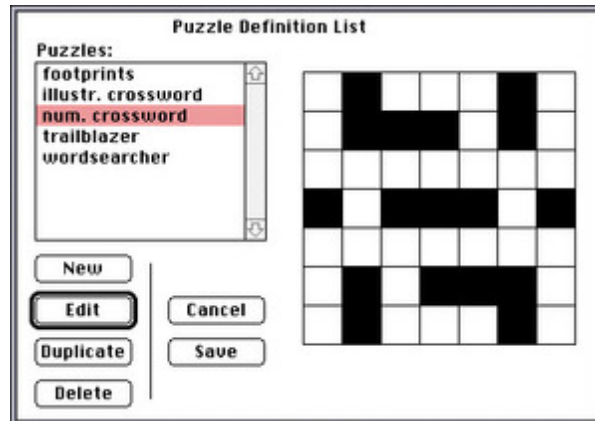 Puzzle Definition List
Puzzles:
footprints
illustr. crossword
num. crossword
trailblazer
wordsearcher
New
Edit
Cancel
Duplicate
Save
Delete